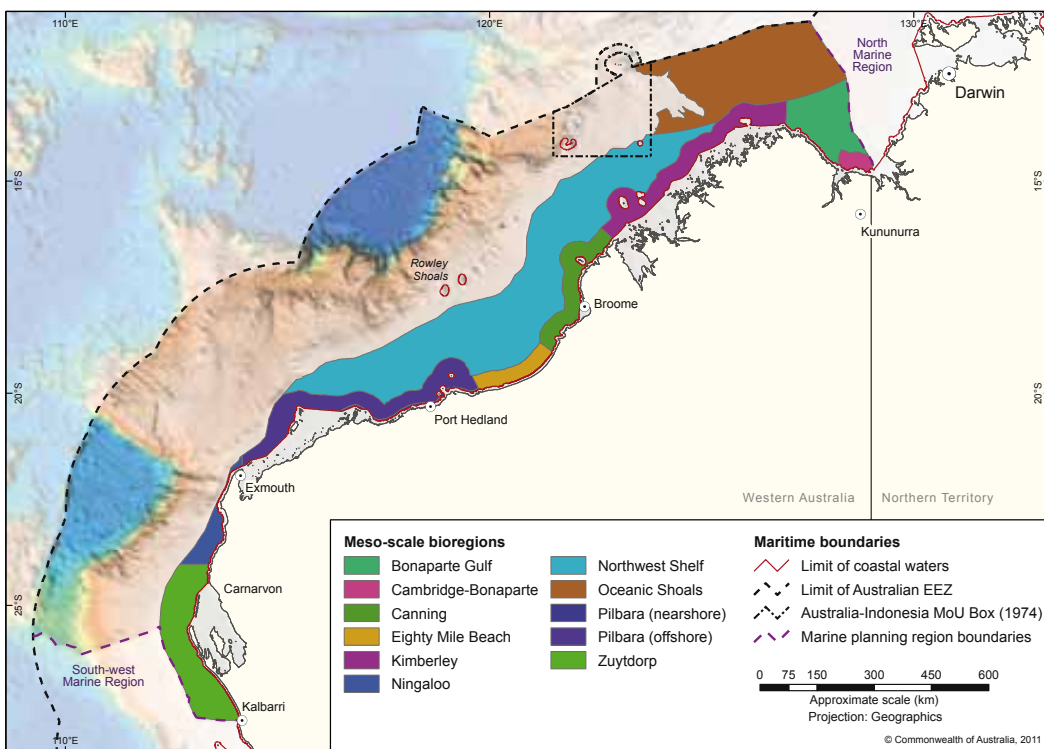 110°E
120°E
130°E
North
Marine
Region
Darwin
15°S
15°S
Kununurra
Rowley
Shoals
Broome
20°S
20°S
Port Hedland
Exmouth
Western Australia
Northern Territory
Carnarvon
25°S
South-west
Marine Region
Kalbarri
110°E
Meso-scale bioregions
Bonaparte Gulf
Cambridge-Bonaparte
Canning
Eighty Mile Beach
Kimberley
Ningaloo
Northwest Shelf
Oceanic Shoals
Pilbara (nearshore)
Pilbara (offshore)
Zuytdorp
Maritime boundaries
Limit of coastal waters
Limit of Australian EEZ
Australia-Indonesia MoU Box (1974)
Marine planning region boundaries
0 75 150 300 450 600
Approximate scale (km)
Projection: Geographics
© Commonwealth of Australia, 2011